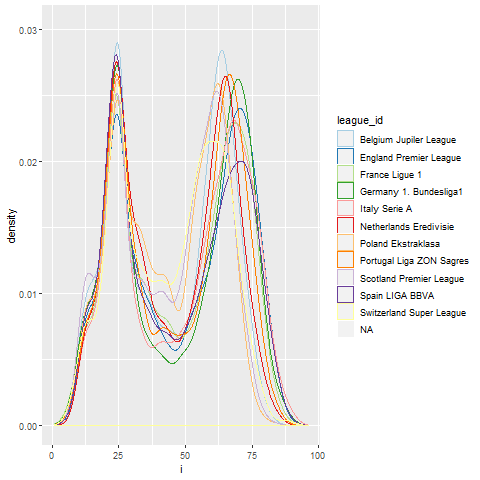 0.03
0.02
0.01
0.00
density
0
25
50
75
100
i
league_id
Belgium Jupiler League
England Premier League
France Ligue 1
Germany 1. Bundesliga1
Italy Serie A
Netherlands Eredivisie
Poland Ekstraklasa
Portugal Liga ZON Sagres
Scotland Premier League
Spain LIGA BBVA
Switzerland Super League
NA